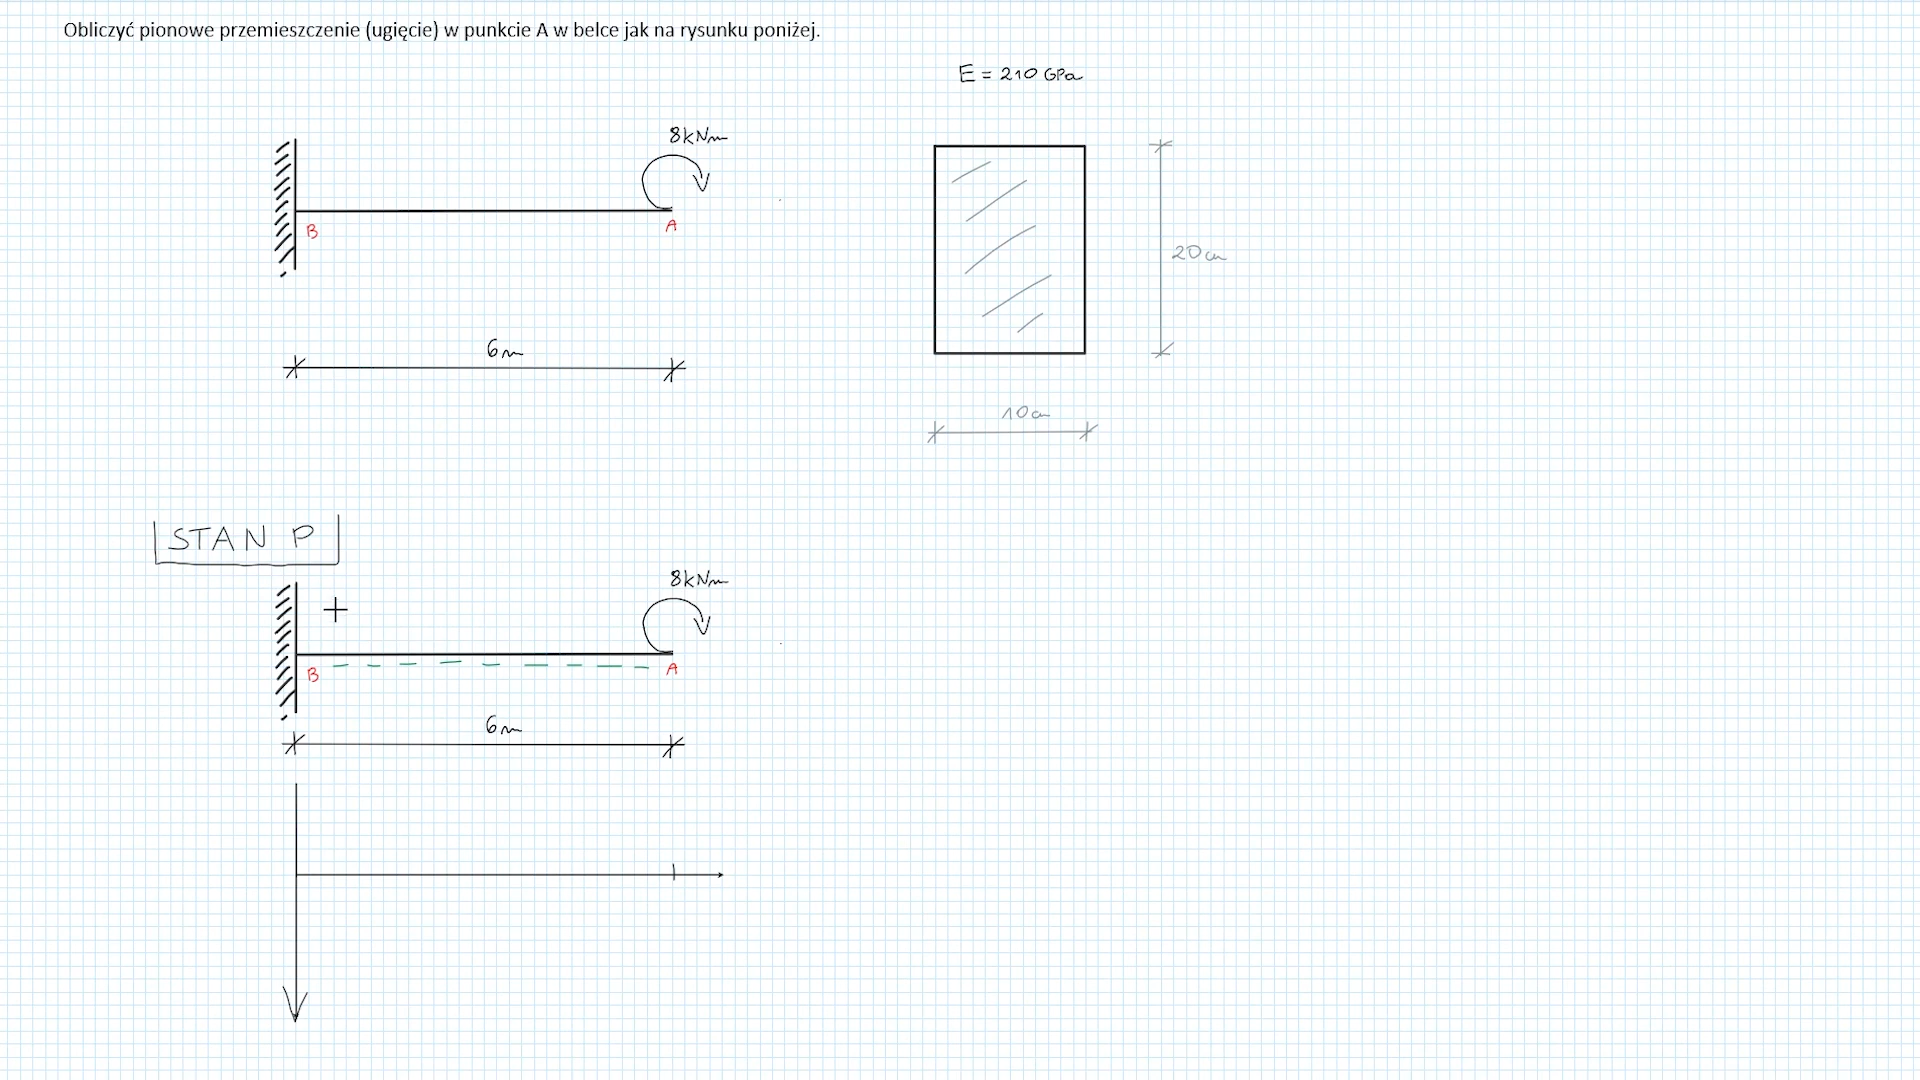 Obliczyć pionowe przemieszczenie (ugięcie) w punkcie A w belce jak na rysunku poniżej.
E = 210 GPa
8kNm
B
A
6m
20cm
10cm
STAN P
8kNm
+
B
A
6m